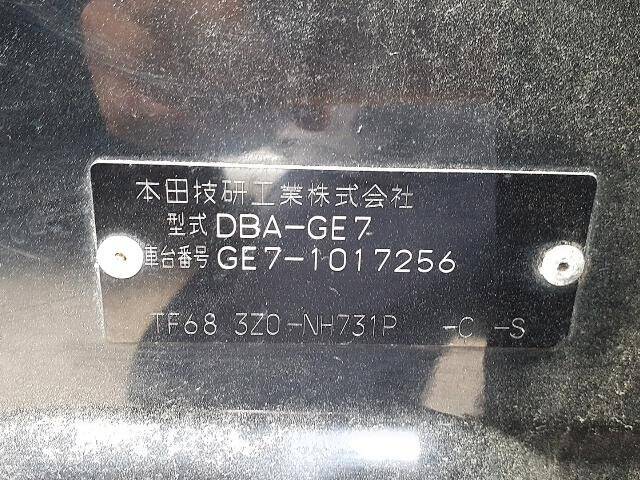 本田技研工業株式会社
型式 DBA-GE7
車台番号 GE7-1017256
TF68 3Z0-NH731P -C -S